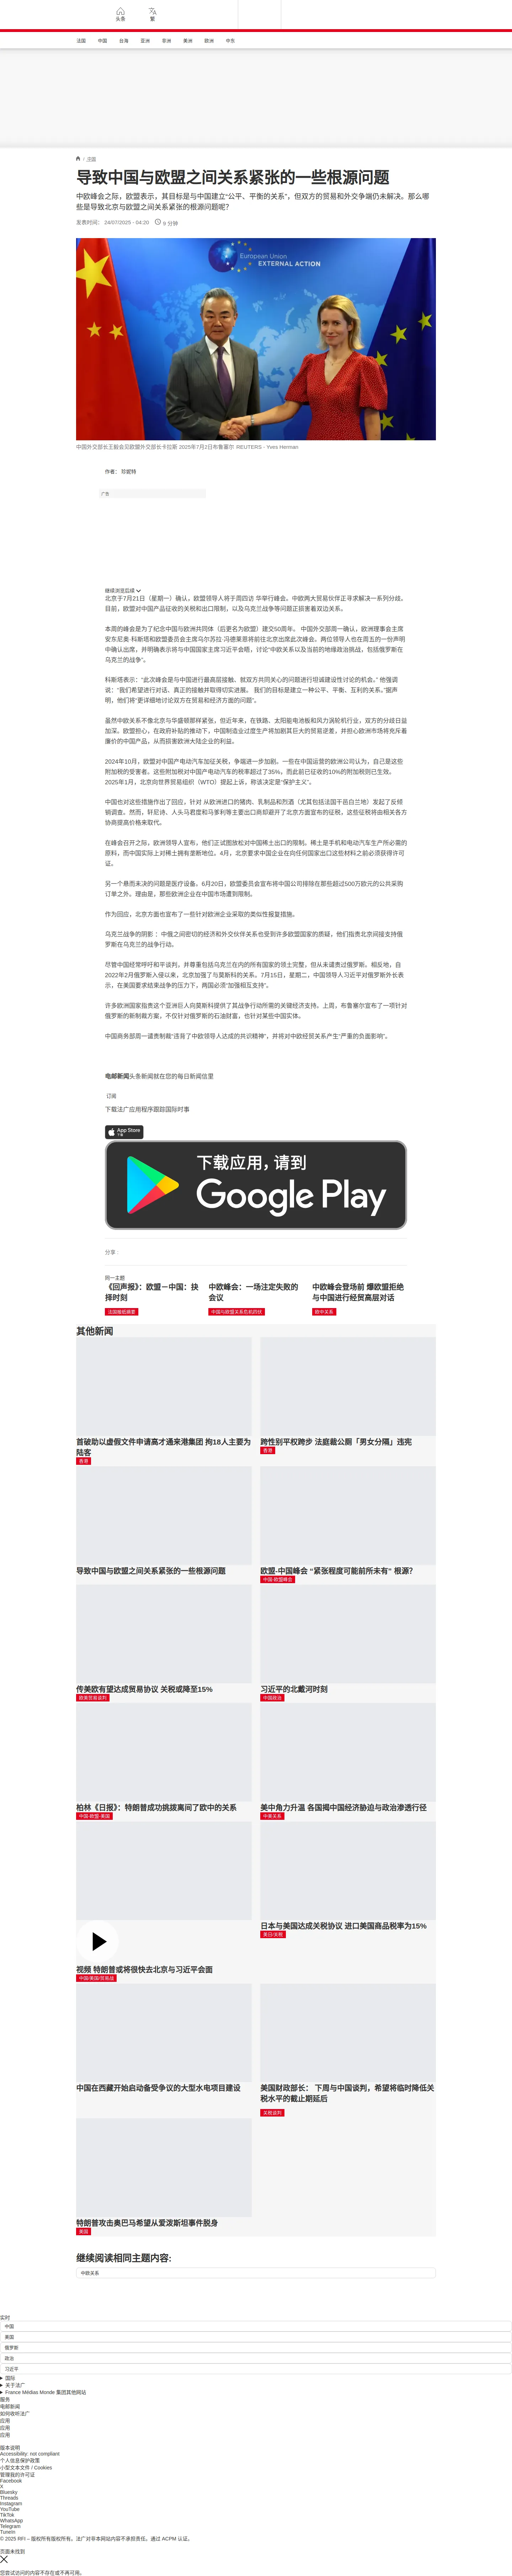 头条
繁
法国
中国
台海
亚洲
非洲
美洲
欧洲
中东
/ 中国
导致中国与欧盟之间关系紧张的一些根源问题
中欧峰会之际，欧盟表示，其目标是与中国建立“公平、平衡的关系”，但双方的贸易和外交争端仍未解决。那么哪
些是导致北京与欧盟之间关系紧张的根源问题呢？
发表时间： 24/07/2025 - 04:20 6 分钟
European Union
EXTERNAL ACTION
中国外交部长王毅会见欧盟外交部长卡拉斯 2025年7月2日布鲁塞尔 REUTERS - Yves Herman
作者： 珍妮特
广告
继续浏览后续
北京于7月21日（星期一）确认，欧盟领导人将于周四访 华举行峰会。中欧两大贸易伙伴正寻求解决一系列分歧。
目前，欧盟对中国产品征收的关税和出口限制，以及乌克兰战争等问题正损害着双边关系。
本周的峰会是为了纪念中国与欧洲共同体（后更名为欧盟）建交50周年。 中国外交部周一确认，欧洲理事会主席
安东尼奥·科斯塔和欧盟委员会主席乌尔苏拉·冯德莱恩将前往北京出席此次峰会。两位领导人也在周五的一份声明
中确认出席，并明确表示将与中国国家主席习近平会晤，讨论“中欧关系以及当前的地缘政治挑战，包括俄罗斯在
乌克兰的战争”。
科斯塔表示：“此次峰会是与中国进行最高层接触、就双方共同关心的问题进行坦诚建设性讨论的机会。” 他强调
说：“我们希望进行对话、真正的接触并取得切实进展。 我们的目标是建立一种公平、平衡、互利的关系。”据声
明，他们将“更详细地讨论双方在贸易和经济方面的问题”。
虽然中欧关系不像北京与华盛顿那样紧张，但近年来，在铁路、太阳能电池板和风力涡轮机行业，双方的分歧日益
加深。欧盟担心，在政府补贴的推动下，中国制造业过度生产将加剧其巨大的贸易逆差，并担心欧洲市场将充斥着
廉价的中国产品，从而损害欧洲大陆企业的利益。
2024年10月，欧盟对中国产电动汽车加征关税，争端进一步加剧。一些在中国运营的欧洲公司认为，自己是这些
附加税的受害者。这些附加税对中国产电动汽车的税率超过了35%，而此前已征收的10%的附加税则已生效。
2025年1月，北京向世界贸易组织（WTO）提起上诉，称该决定是“保护主义”。
中国也对这些措施作出了回应。针对 从欧洲进口的猪肉、乳制品和烈酒（尤其包括法国干邑白兰地）发起了反倾
销调查。然而，轩尼诗、人头马君度和马爹利等主要出口商却避开了北京方面宣布的征税，这些征税将由相关各方
协商提高价格来取代。
在峰会召开之际，欧洲领导人宣布，他们正试图放松对中国稀土出口的限制。稀土是手机和电动汽车生产所必需的
原料，而中国实际上对稀土拥有垄断地位。4月，北京要求中国企业在向任何国家出口这些材料之前必须获得许可
证。
另一个悬而未决的问题是医疗设备。6月20日，欧盟委员会宣布将中国公司排除在那些超过500万欧元的公共采购
订单之外。理由是，那些欧洲企业在中国市场遭到限制。
作为回应，北京方面也宣布了一些针对欧洲企业采取的类似性报复措施。
乌克兰战争的阴影 ：中俄之间密切的经济和外交伙伴关系也受到许多欧盟国家的质疑，他们指责北京间接支持俄
罗斯在乌克兰的战争行动。
尽管中国经常呼吁和平谈判，并尊重包括乌克兰在内的所有国家的领土完整，但从未谴责过俄罗斯。相反地，自
2022年2月俄罗斯入侵以来，北京加强了与莫斯科的关系。7月15日，星期二，中国领导人习近平对俄罗斯外长表
示，在美国要求结束战争的压力下，两国必须“加强相互支持”。
许多欧洲国家指责这个亚洲巨人向莫斯科提供了其战争行动所需的关键经济支持。上周，布鲁塞尔宣布了一项针对
俄罗斯的新制裁方案，不仅针对俄罗斯的石油财富，也针对某些中国实体。
中国商务部周一谴责制裁“违背了中欧领导人达成的共识精神”，并将对中欧经贸关系产生“严重的负面影响”。
电邮新闻头条新闻就在您的每日新闻信里
订阅
下载法广应用程序跟踪国际时事
App Store
下载
下载应用，请到
Google Play
分享 :
同一主题
《回声报》：欧盟－中国：抉
择时刻
法国报纸摘要
中欧峰会：一场注定失败的
会议
中国与欧盟关系危机四伏
中欧峰会登场前 爆欧盟拒绝
与中国进行经贸高层对话
欧中关系
其他新闻
首破助以虚假文件申请高才通来港集团 拘18人主要为
陆客
香港
跨性别平权跨步 法庭裁公厕「男女分隔」违宪
香港
导致中国与欧盟之间关系紧张的一些根源问题
欧盟-中国峰会 “紧张程度可能前所未有” 根源？
中国-欧盟峰会
传美欧有望达成贸易协议 关税或降至15%
欧美贸易谈判
习近平的北戴河时刻
中国政治
柏林《日报》：特朗普成功挑拨离间了欧中的关系
中国-欧盟-美国
美中角力升温 各国揭中国经济胁迫与政治渗透行径
中美关系
视频 特朗普或将很快去北京与习近平会面
中国/美国/贸易战
日本与美国达成关税协议 进口美国商品税率为15%
美日/关税
中国在西藏开始启动备受争议的大型水电项目建设
美国财政部长： 下周与中国谈判，希望将临时降低关
税水平的截止期延后
关税谈判
特朗普攻击奥巴马希望从爱泼斯坦事件脱身
美国
继续阅读相同主题内容:
中欧关系
实时
中国
美国
俄罗斯
政治
习近平
国际
关于法广
France Médias Monde 集团其他网站
服务
电邮新闻
如何收听法广
应用
应用
应用
版本说明
Accessibility: not compliant
个人信息保护政策
小型文本文件 / Cookies
管理我的许可证
Facebook
X
Bluesky
Threads
Instagram
YouTube
TikTok
WhatsApp
Telegram
TuneIn
© 2025 RFI – 版权所有版权所有。法广对非本网站内容不承担责任。通过 ACPM 认证。
页面未找到
您尝试访问的内容不存在或不再可用。